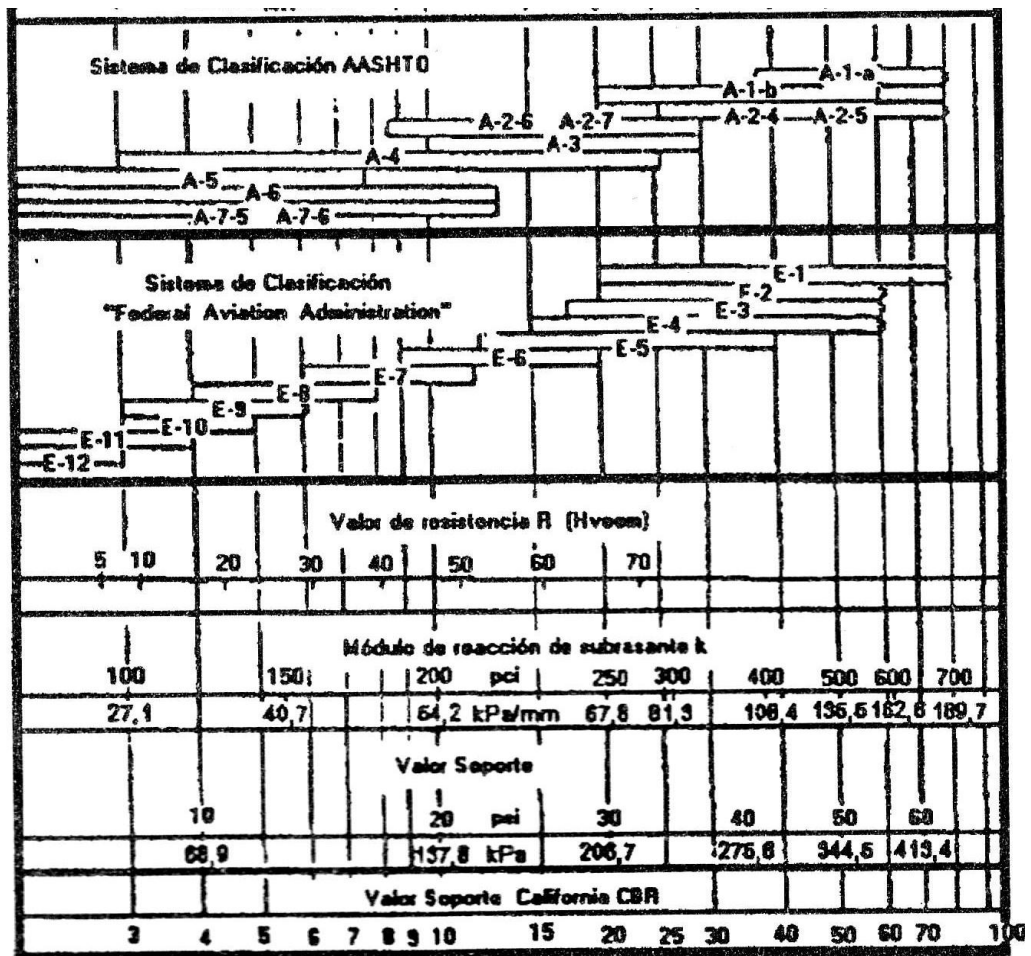 Sistema de Clasificación AASHTO
A-1-a
A-1-b
A-2-4 A-2-5
A-2-6 A-2-7
A-3
A-4
A-5
A-6
A-7-5 A-7-6
Sistema de Clasificación
"Federal Aviation Administration"
E-1
E-2
E-3
E-4
E-5
E-6
E-7
E-8
E-9
E-10
E-11
E-12
Valor de resistencia R (Hveem)
5 10 20 30 40 50 60 70
Módulo de reacción de subrasante k
100 150 200 pci 250 300 400 500 600 700
27,1 40,7 54,2 kPa/mm 67,8 81,3 108,4 135,5 162,6 189,7
Valor Soporte
10 20 psi 30 40 50 60
68,9 137,8 kPa 206,7 275,6 344,5 413,4
Valor Soporte California CBR
3 4 5 6 7 8 9 10 15 20 25 30 40 50 60 70 100